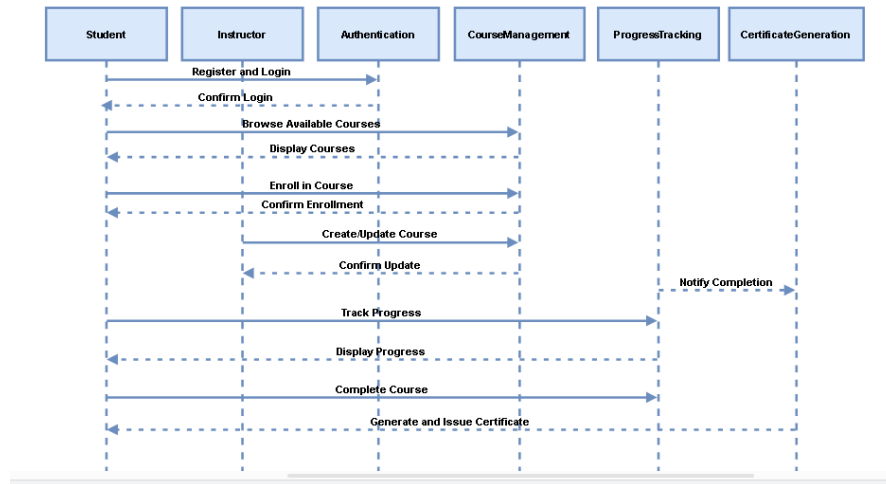 Student
Instructor
Authentication
CourseManagement
ProgressTracking
CertificateGeneration
Register and Login
Confirm Login
Browse Available Courses
Display Courses
Enroll in Course
Confirm Enrollment
Create/Update Course
Confirm Update
Notify Completion
Track Progress
Display Progress
Complete Course
Generate and Issue Certificate